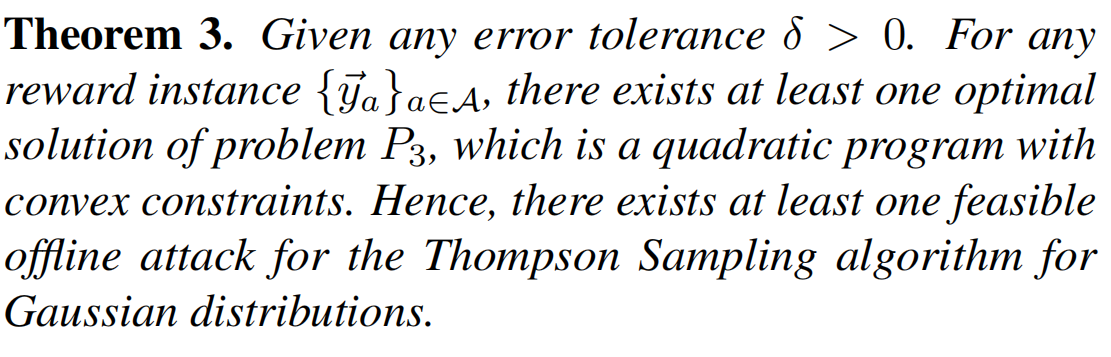 Theorem 3. Given any error tolerance δ > 0. For any
reward instance {y⃗ₐ}ₐ∈𝒜, there exists at least one optimal
solution of problem P₃, which is a quadratic program with
convex constraints. Hence, there exists at least one feasible
offline attack for the Thompson Sampling algorithm for
Gaussian distributions.